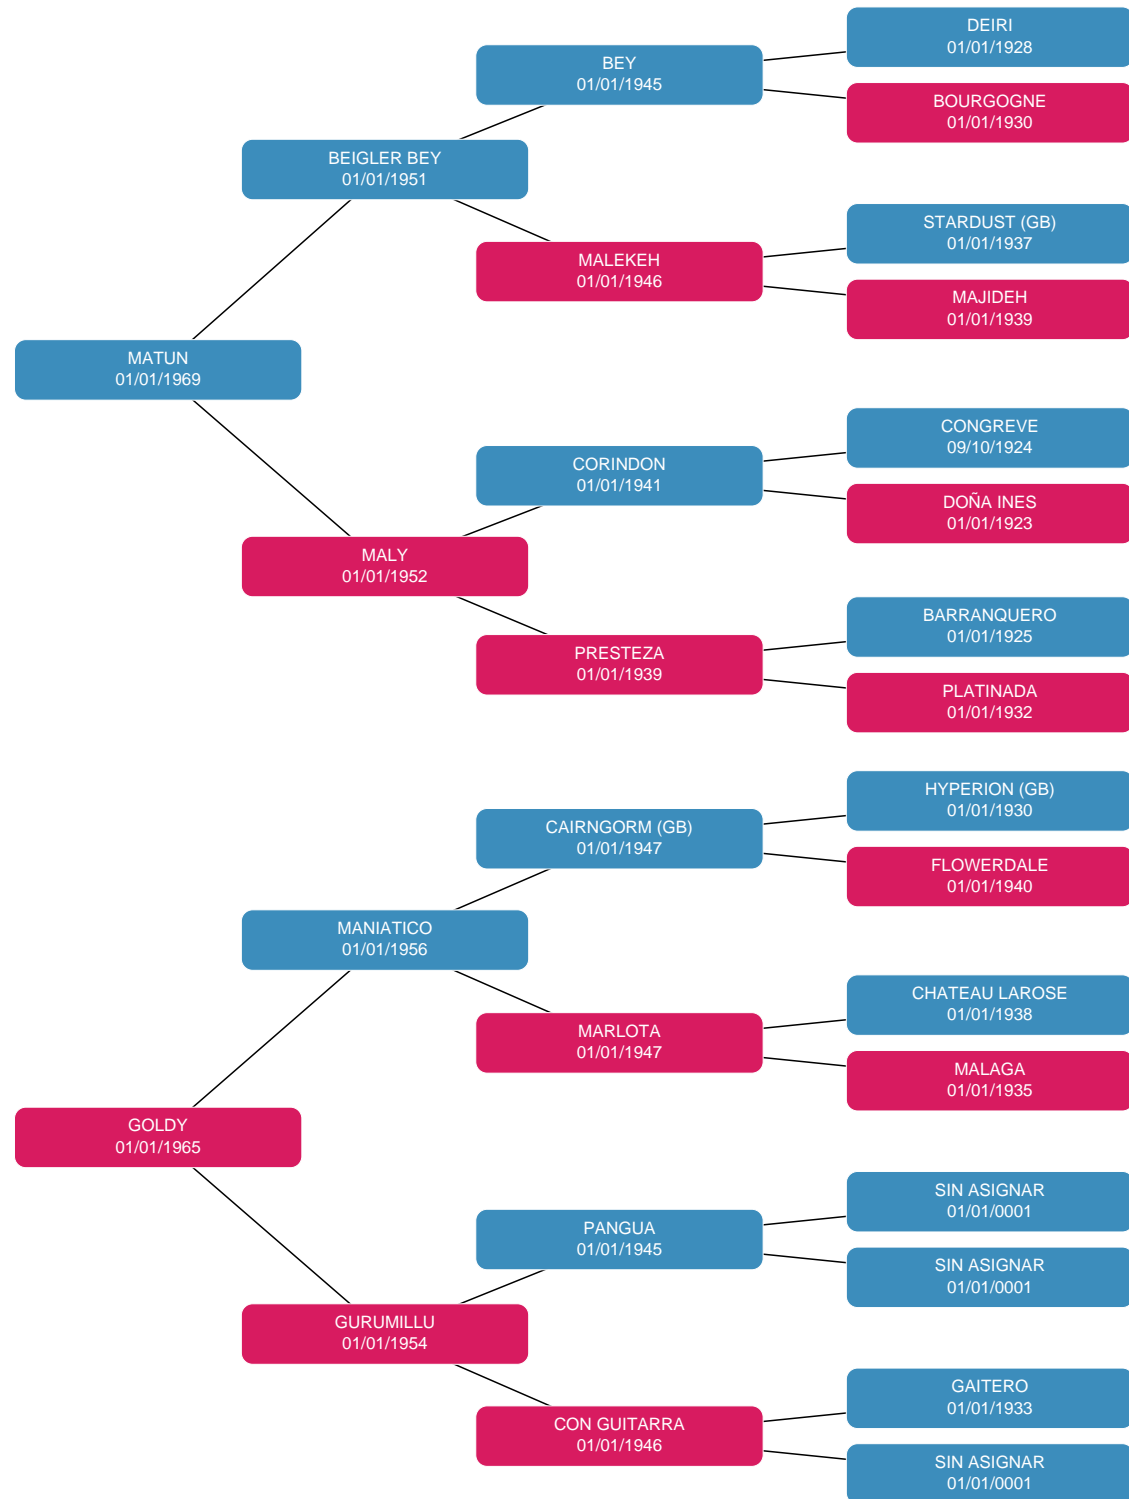 DEIRI
01/01/1928
BEY
01/01/1945
BOURGOGNE
01/01/1930
BEIGLER BEY
01/01/1951
STARDUST (GB)
01/01/1937
MALEKEH
01/01/1946
MAJIDEH
01/01/1939
MATUN
01/01/1969
CONGREVE
09/10/1924
CORINDON
01/01/1941
DOÑA INES
01/01/1923
MALY
01/01/1952
BARRANQUERO
01/01/1925
PRESTEZA
01/01/1939
PLATINADA
01/01/1932
HYPERION (GB)
01/01/1930
CAIRNGORM (GB)
01/01/1947
FLOWERDALE
01/01/1940
MANIATICO
01/01/1956
CHATEAU LAROSE
01/01/1938
MARLOTA
01/01/1947
MALAGA
01/01/1935
GOLDY
01/01/1965
SIN ASIGNAR
01/01/0001
PANGUA
01/01/1945
SIN ASIGNAR
01/01/0001
GURUMILLU
01/01/1954
GAITERO
01/01/1933
CON GUITARRA
01/01/1946
SIN ASIGNAR
01/01/0001